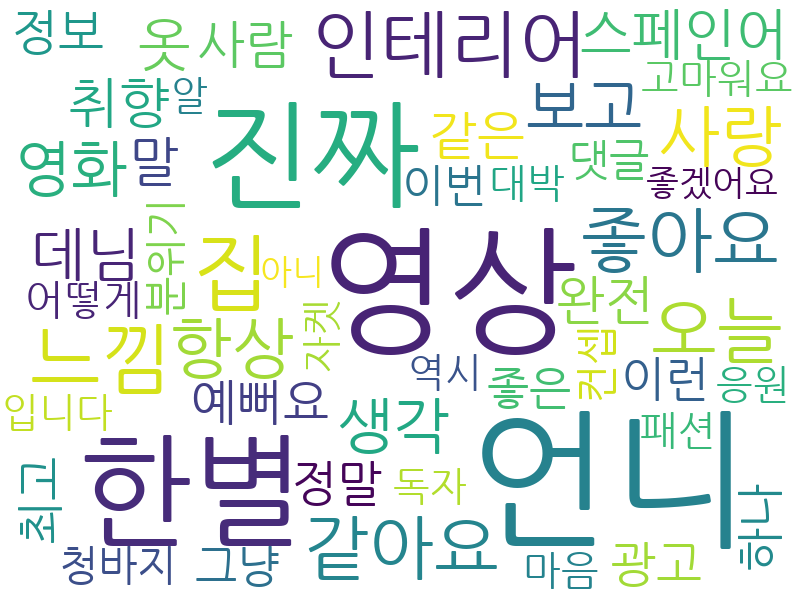 정보 옷 사람 인테리어 스페인어
취향 알 진짜 보고 고마워요
영화 말 같은 댓글 사랑
이번 대박 좋겠어요
데님 분위기 집 아니 영상 좋아요
어떻게 자켓 완전 오늘
느낌 항상 역시 좋은 컨셉 이런 응원
입니다 예뻐요 생각 패션
최고 한별 정말 독자 언니 하나
청바지 그냥 같아요 마음 광고